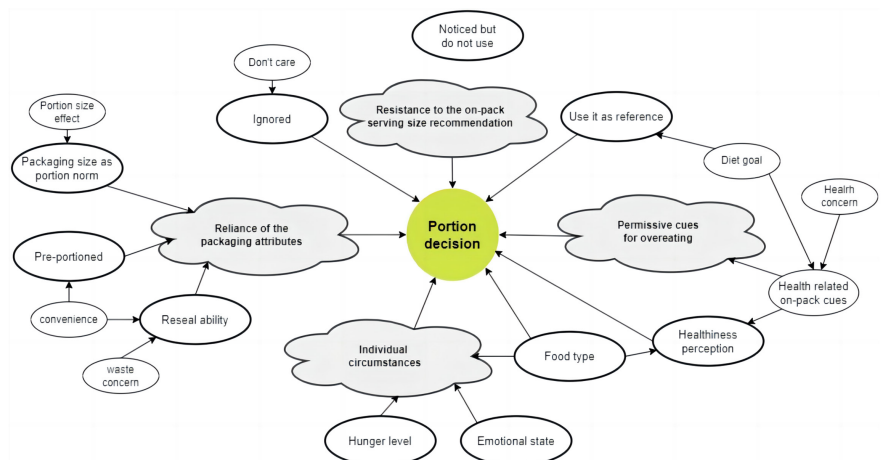 Noticed but
do not use
Don't care
Resistance to the on-pack
serving size recommendation
Portion size
effect
Ignored
Use it as reference
Packaging size as
portion norm
Diet goal
Healrh
concern
Reliance of the
packaging attributes
Portion
decision
Permissive cues
for overeating
Pre-portioned
Health related
on-pack cues
convenience
Reseal ability
Healthiness
perception
Individual
circumstances
Food type
waste
concern
Hunger level
Emotional state